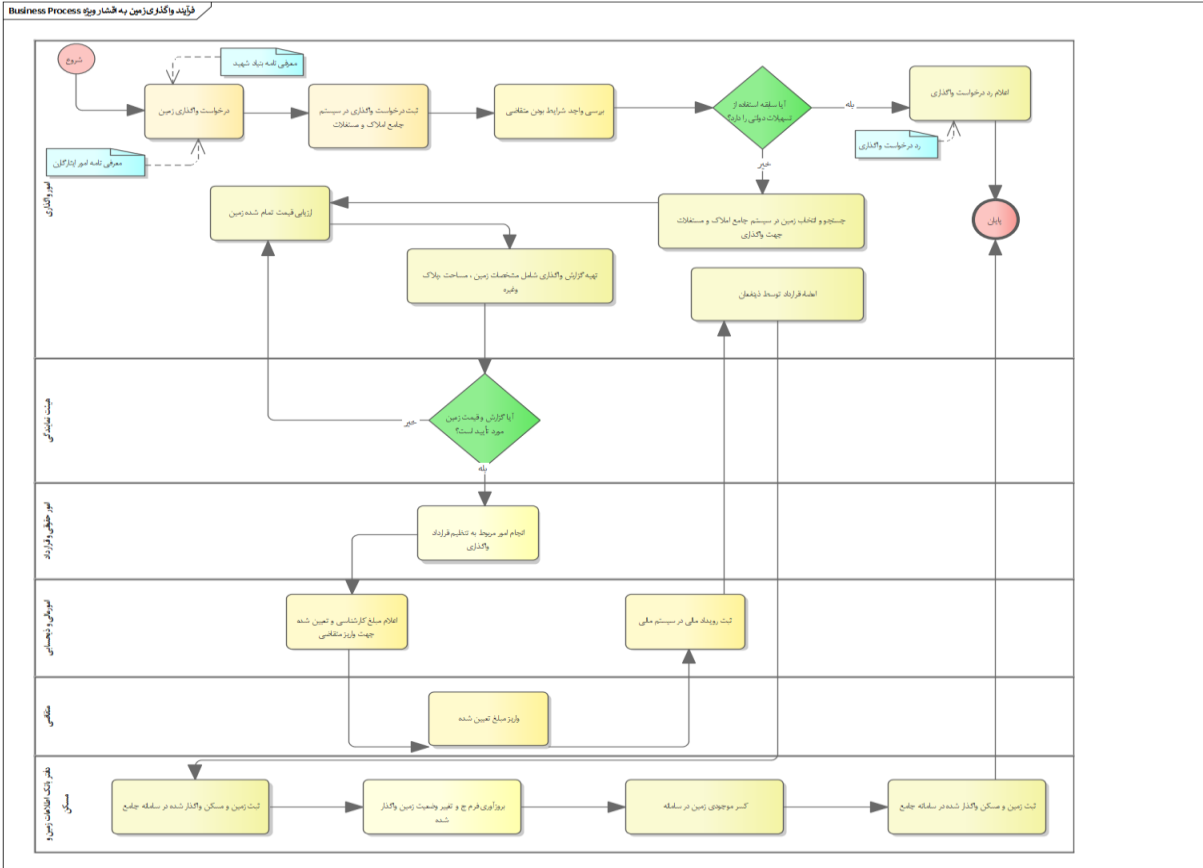 Business Process فرآیند واگذاری زمین به اقشار ویژه
شروع
معرفی نامه بنیاد شهید
درخواست واگذاری زمین
معرفی نامه امور ایثارگران
ثبت درخواست واگذاری در سیستم
جامع املاک و مستغلات
بررسی واجد شرایط بودن متقاضی
آیا سابقه استفاده از
تسهیلات دولتی را دارد؟
بله
اعلام رد درخواست واگذاری
رد درخواست واگذاری
خیر
امور واگذاری
ارزیابی قیمت تمام شده زمین
جستجو و انتخاب زمین در سیستم جامع املاک و مستغلات
جهت واگذاری
پایان
تهیه گزارش واگذاری شامل مشخصات زمین ، مساحت ،پلاک
وغیره
امضاء قرارداد توسط ذینفعان
هیئت نمایندگی
آیا گزارش و قیمت زمین
مورد تأیید است؟
خیر
بله
امور حقوقی و قرارداد
انجام امور مربوط به تنظیم قرارداد
واگذاری
امورمالی و ذیحسابی
اعلام مبلغ کارشناسی و تعیین شده
جهت واریز متقاضی
ثبت رویداد مالی در سیستم مالی
متقاضی
واریز مبلغ تعیین شده
دفتر بانک اطلاعات زمین و
مسکن
ثبت زمین و مسکن واگذار شده در سامانه جامع
بروزآوری فرم ج و تغییر وضعیت زمین واگذار
شده
کسر موجودی زمین در سامانه
ثبت زمین و مسکن واگذار شده در سامانه جامع